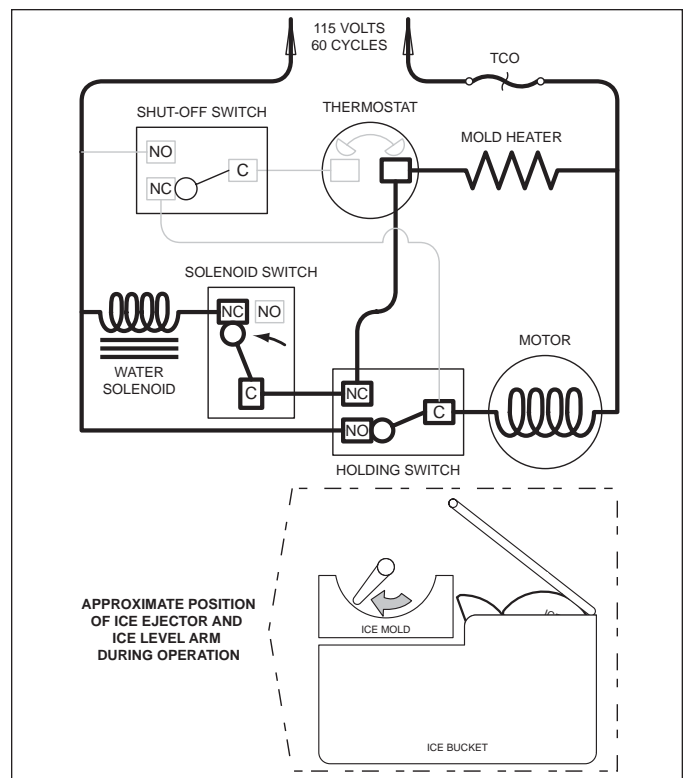 115 VOLTS
60 CYCLES
TCO
SHUT-OFF SWITCH
THERMOSTAT
MOLD HEATER
NO
C
NC
SOLENOID SWITCH
NC
NO
MOTOR
WATER
SOLENOID
C
NC
C
NO
HOLDING SWITCH
APPROXIMATE POSITION
OF ICE EJECTOR AND
ICE LEVEL ARM
DURING OPERATION
ICE MOLD
ICE BUCKET